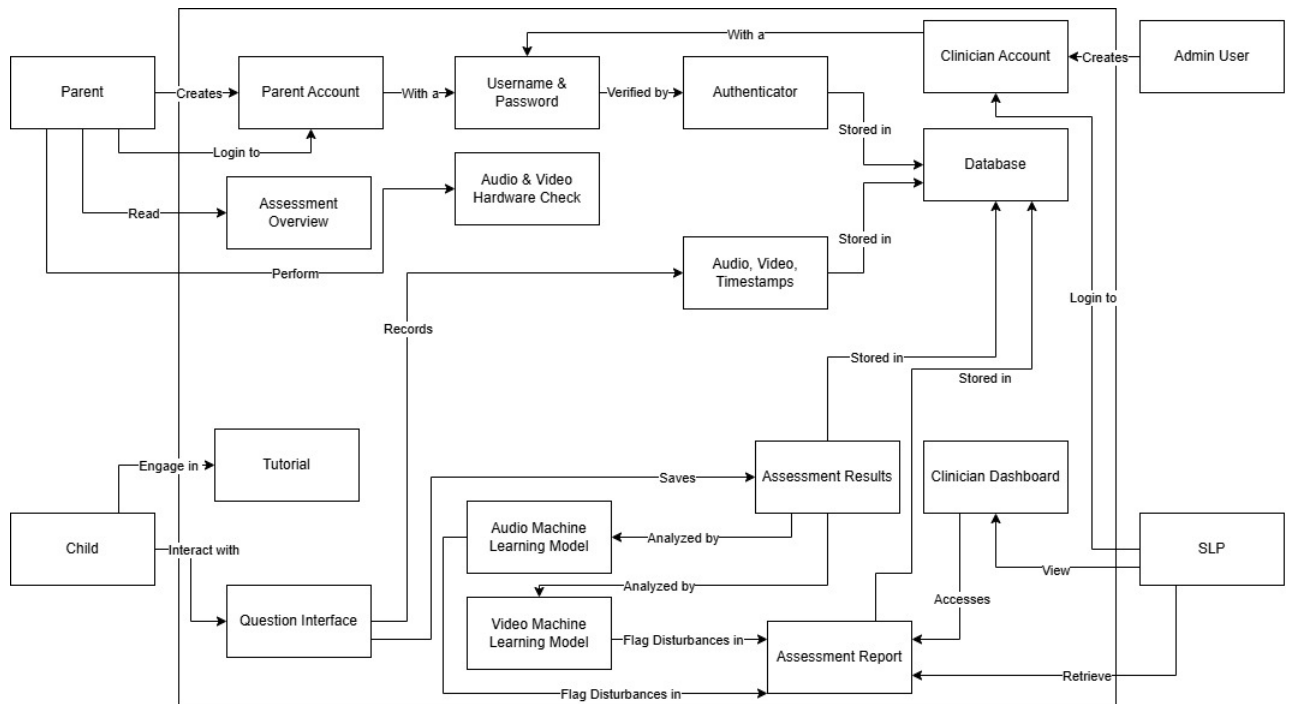 With a
Parent
Creates
Parent Account
With a
Username &
Password
Verified by
Authenticator
Clinician Account
Creates
Admin User
Stored in
Login to
Database
Audio & Video
Hardware Check
Assessment
Overview
Read
Stored in
Perform
Audio, Video,
Timestamps
Login to
Records
Stored in
Stored in
Engage in
Tutorial
Saves
Assessment Results
Clinician Dashboard
Audio Machine
Learning Model
Analyzed by
Child
Interact with
SLP
View
Analyzed by
Accesses
Question Interface
Video Machine
Learning Model
Flag Disturbances in
Assessment Report
Retrieve
Flag Disturbances in